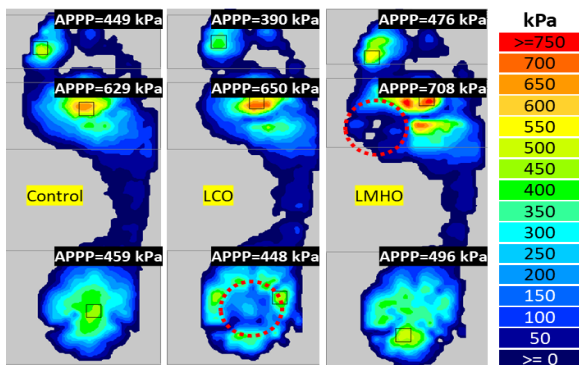 APPP=449 kPa
APPP=390 kPa
APPP=476 kPa
APPP=629 kPa
APPP=650 kPa
APPP=708 kPa
Control
LCO
LMHO
APPP=459 kPa
APPP=448 kPa
APPP=496 kPa
kPa
>=750
700
650
600
550
500
450
400
350
300
250
200
150
100
50
>= 0